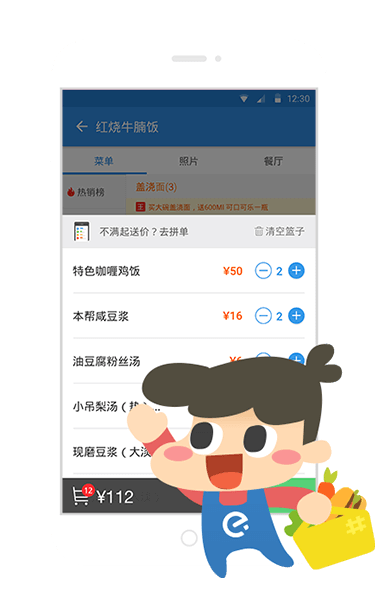 12:30
红烧牛腩饭
菜单 照片 餐厅
热销榜 盖浇面(3)
买大碗盖浇面，送600Ml 可口可乐一瓶
不满起送价？去拼单 清空篮子
特色咖喱鸡饭 ¥50 2
本帮咸豆浆 ¥16 2
油豆腐粉丝汤 ¥6
小吊梨汤（热
现磨豆浆（大
12 ¥112
e